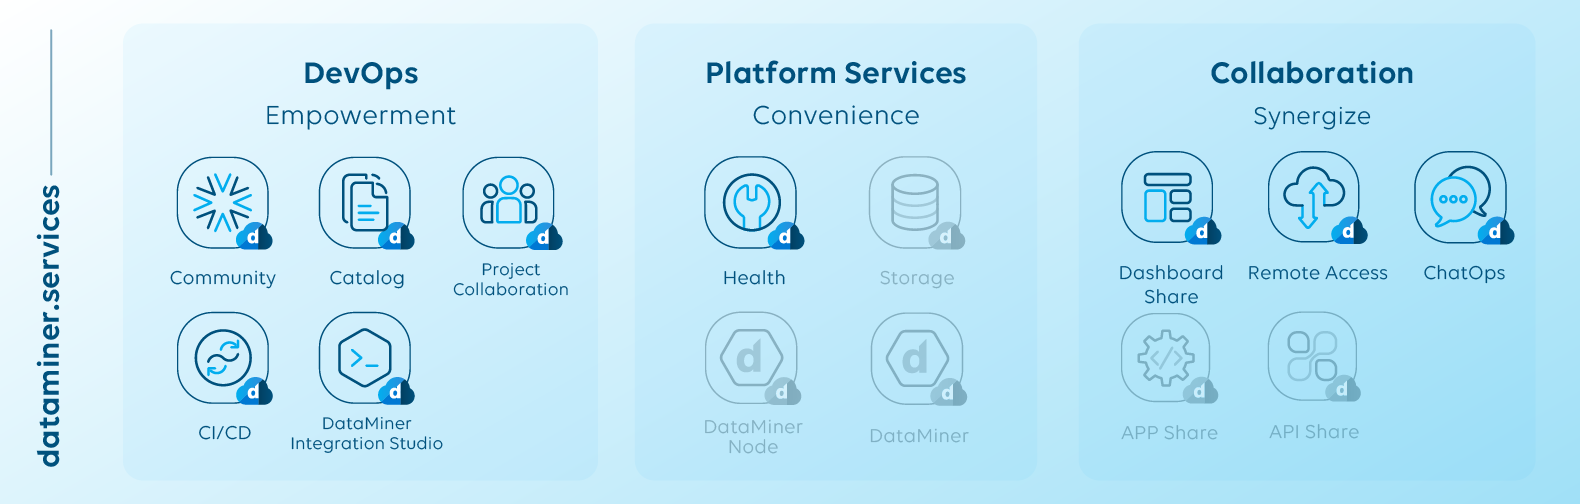 dataminer.services
DevOps
Empowerment
Community
Catalog
Project
Collaboration
CI/CD
DataMiner
Integration Studio
Platform Services
Convenience
Health
Storage
DataMiner
Node
DataMiner
Collaboration
Synergize
Dashboard
Share
Remote Access
ChatOps
APP Share
API Share